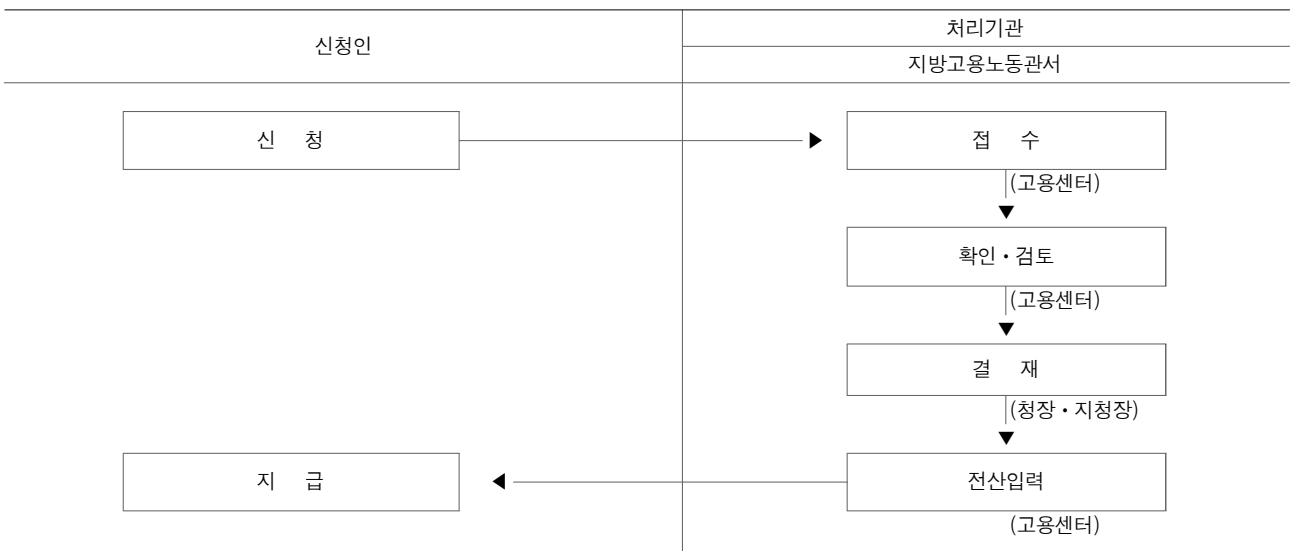 신청인
처리기관
지방고용노동관서
신 청
접 수
(고용센터)
확인·검토
(고용센터)
결 재
(청장·지청장)
지 급
전산입력
(고용센터)